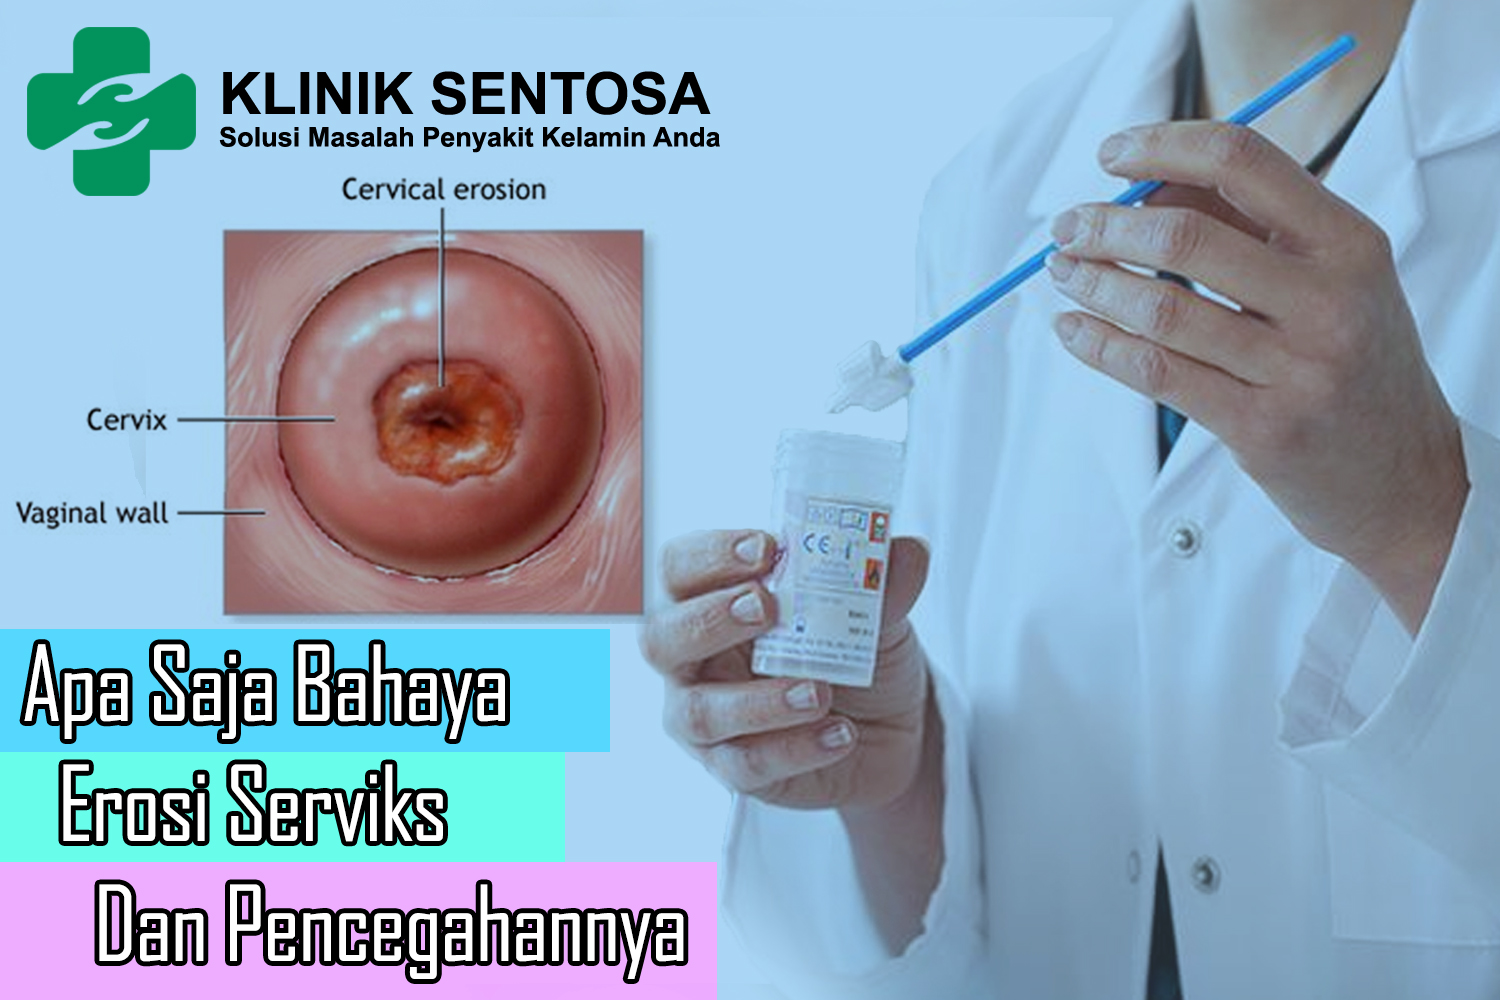 KLINIK SENTOSA
Solusi Masalah Penyakit Kelamin Anda
Cervical erosion
Cervix
Vaginal wall
CE
Apa Saja Bahaya
Erosi Serviks
Dan Pencegahannya